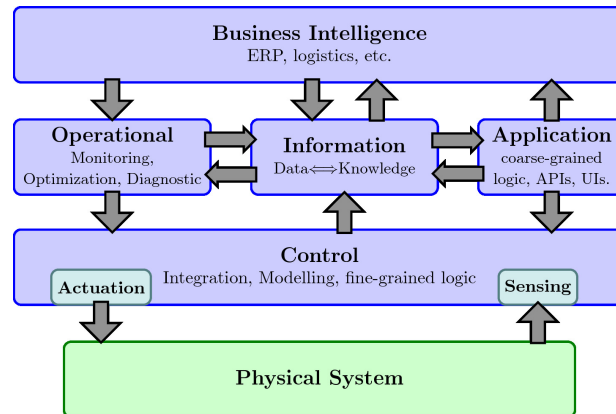 Business Intelligence
ERP, logistics, etc.
Operational
Monitoring,
Optimization, Diagnostic
Information
Data⟺Knowledge
Application
coarse-grained
logic, APIs, UIs.
Control
Integration, Modelling, fine-grained logic
Actuation
Sensing
Physical System